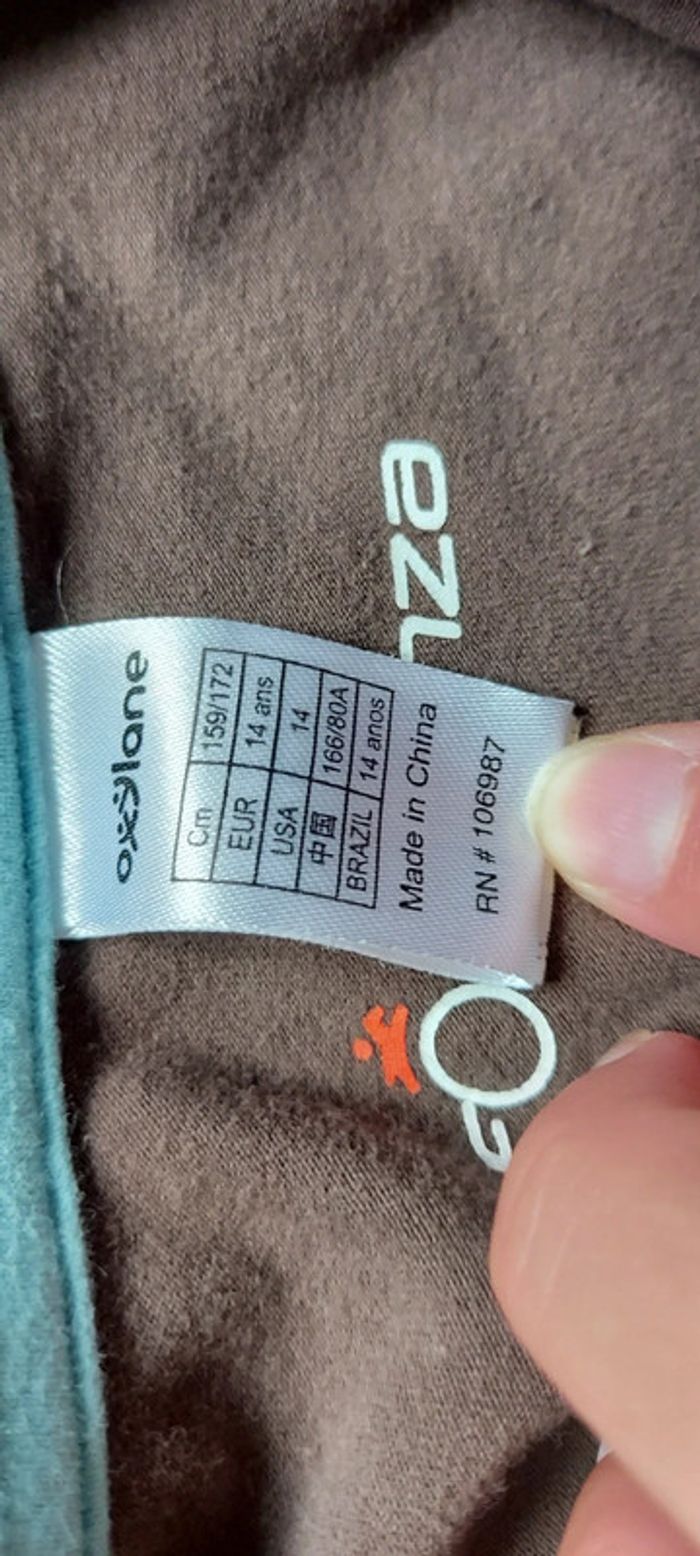 oxylane
Cm 159/172
EUR 14 ans
USA 14
中国 166/80A
BRAZIL 14 anos
Made in China
RN # 106987